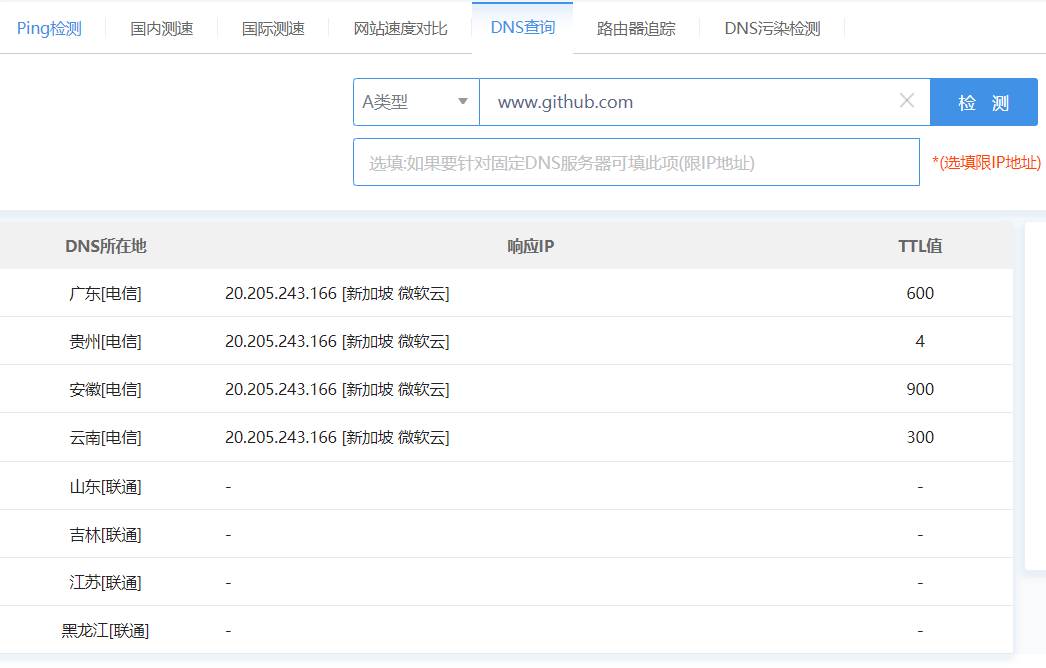 Ping检测 国内测速 国际测速 网站速度对比 DNS查询 路由器追踪 DNS污染检测
A类型 www.github.com 检 测
选填:如果要针对固定DNS服务器可填此项(限IP地址) *(选填限IP地址)
DNS所在地 响应IP TTL值
广东[电信] 20.205.243.166 [新加坡 微软云] 600
贵州[电信] 20.205.243.166 [新加坡 微软云] 4
安徽[电信] 20.205.243.166 [新加坡 微软云] 900
云南[电信] 20.205.243.166 [新加坡 微软云] 300
山东[联通] - -
吉林[联通] - -
江苏[联通] - -
黑龙江[联通] - -